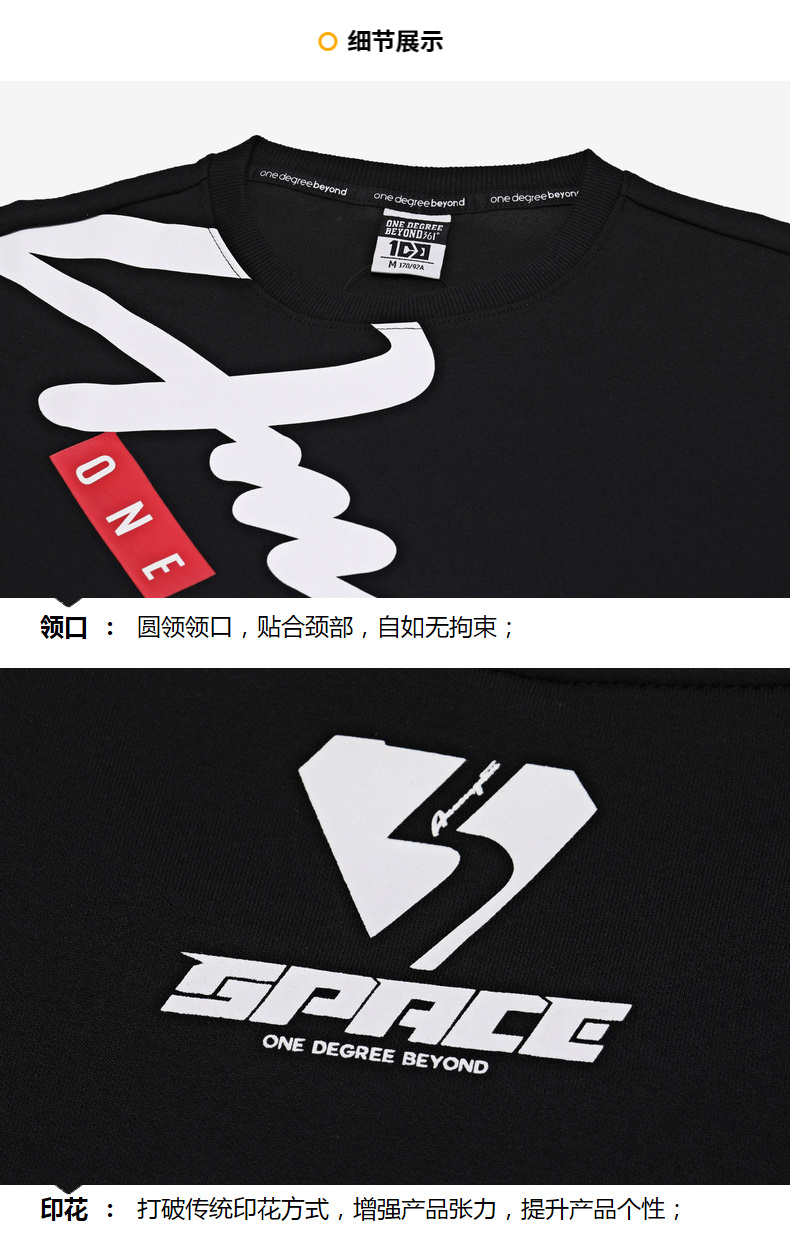 细节展示
one degree beyond one degree beyond one degree beyond
ONE DEGREE
BEYOND 361°
M 170/92A
ONE
领口 ： 圆领领口，贴合颈部，自如无拘束；
SPACE
ONE DEGREE BEYOND
印花 ： 打破传统印花方式，增强产品张力，提升产品个性；